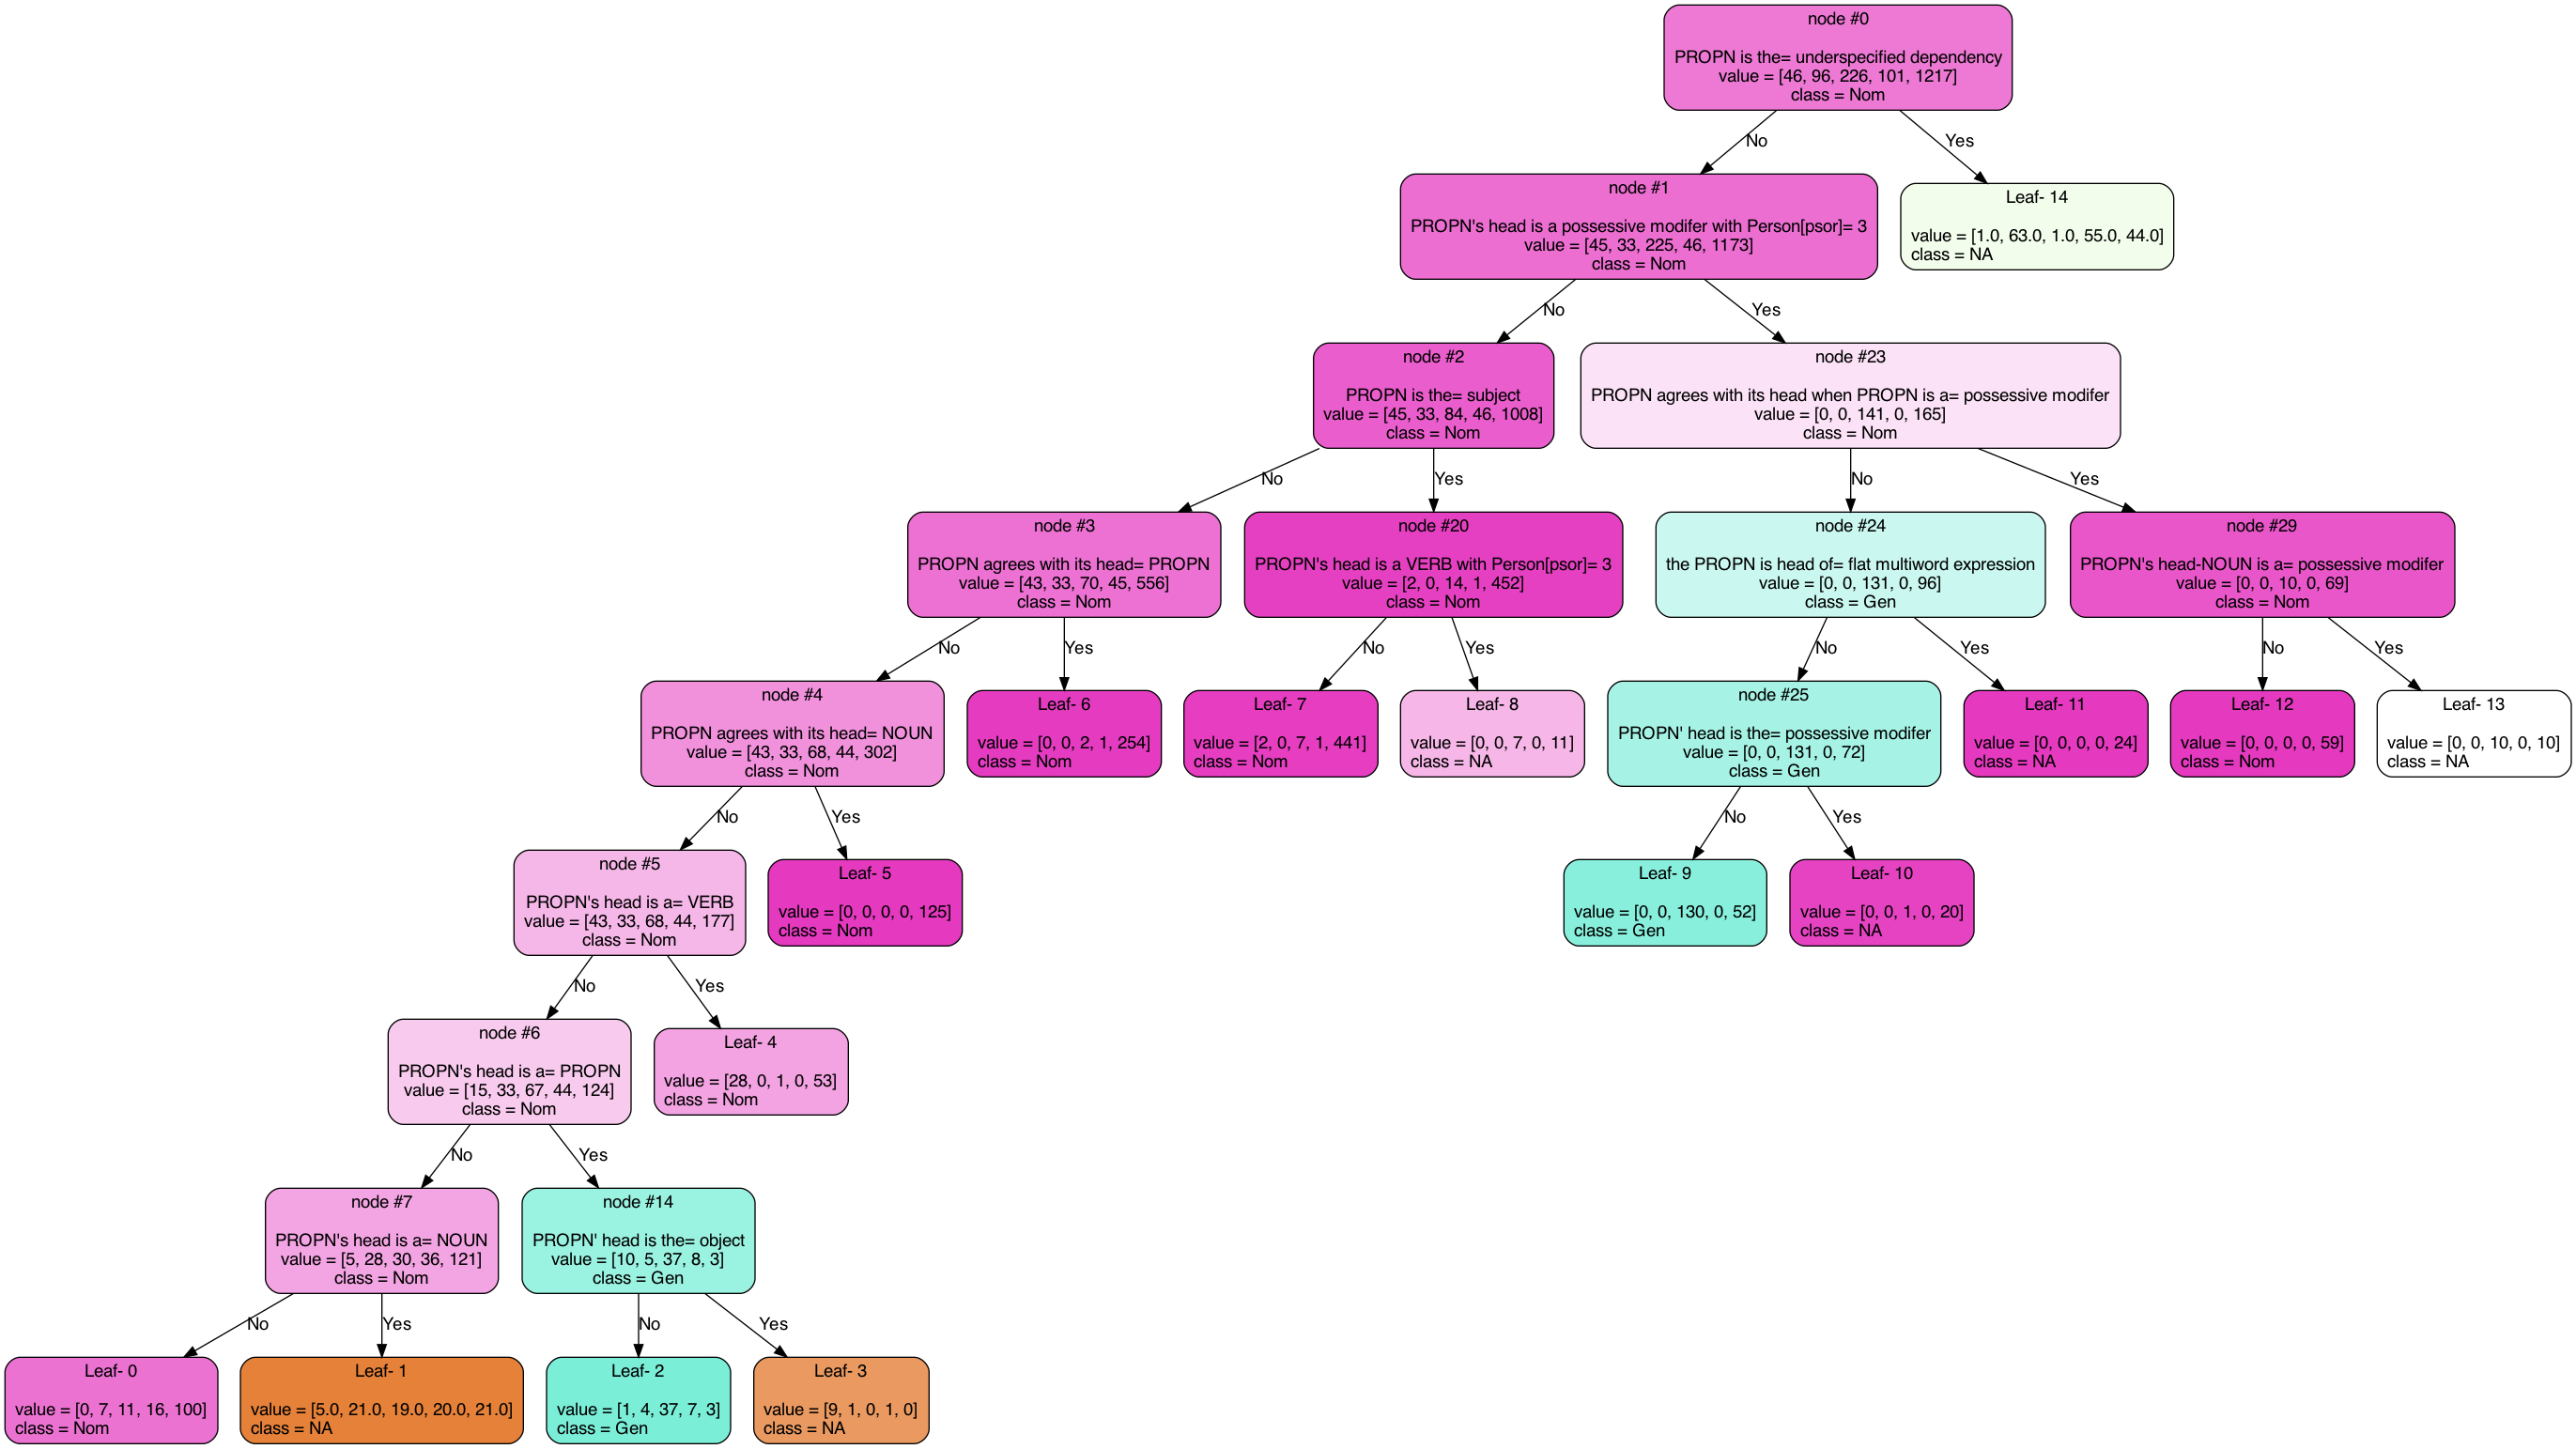 node #0
PROPN is the= underspecified dependency
value = [46, 96, 226, 101, 1217]
class = Nom
No
Yes
node #1
PROPN's head is a possessive modifer with Person[psor]= 3
value = [45, 33, 225, 46, 1173]
class = Nom
Leaf- 14
value = [1.0, 63.0, 1.0, 55.0, 44.0]
class = NA
No
Yes
node #2
PROPN is the= subject
value = [45, 33, 84, 46, 1008]
class = Nom
node #23
PROPN agrees with its head when PROPN is a= possessive modifer
value = [0, 0, 141, 0, 165]
class = Nom
No
Yes
No
Yes
node #3
PROPN agrees with its head= PROPN
value = [43, 33, 70, 45, 556]
class = Nom
node #20
PROPN's head is a VERB with Person[psor]= 3
value = [2, 0, 14, 1, 452]
class = Nom
node #24
the PROPN is head of= flat multiword expression
value = [0, 0, 131, 0, 96]
class = Gen
node #29
PROPN's head-NOUN is a= possessive modifer
value = [0, 0, 10, 0, 69]
class = Nom
No
Yes
No
Yes
No
Yes
No
Yes
node #4
PROPN agrees with its head= NOUN
value = [43, 33, 68, 44, 302]
class = Nom
Leaf- 6
value = [0, 0, 2, 1, 254]
class = Nom
Leaf- 7
value = [2, 0, 7, 1, 441]
class = Nom
Leaf- 8
value = [0, 0, 7, 0, 11]
class = NA
node #25
PROPN' head is the= possessive modifer
value = [0, 0, 131, 0, 72]
class = Gen
Leaf- 11
value = [0, 0, 0, 0, 24]
class = NA
Leaf- 12
value = [0, 0, 0, 0, 59]
class = Nom
Leaf- 13
value = [0, 0, 10, 0, 10]
class = NA
No
Yes
No
Yes
node #5
PROPN's head is a= VERB
value = [43, 33, 68, 44, 177]
class = Nom
Leaf- 5
value = [0, 0, 0, 0, 125]
class = Nom
Leaf- 9
value = [0, 0, 130, 0, 52]
class = Gen
Leaf- 10
value = [0, 0, 1, 0, 20]
class = NA
No
Yes
node #6
PROPN's head is a= PROPN
value = [15, 33, 67, 44, 124]
class = Nom
Leaf- 4
value = [28, 0, 1, 0, 53]
class = Nom
No
Yes
node #7
PROPN's head is a= NOUN
value = [5, 28, 30, 36, 121]
class = Nom
node #14
PROPN' head is the= object
value = [10, 5, 37, 8, 3]
class = Gen
No
Yes
No
Yes
Leaf- 0
value = [0, 7, 11, 16, 100]
class = Nom
Leaf- 1
value = [5.0, 21.0, 19.0, 20.0, 21.0]
class = NA
Leaf- 2
value = [1, 4, 37, 7, 3]
class = Gen
Leaf- 3
value = [9, 1, 0, 1, 0]
class = NA